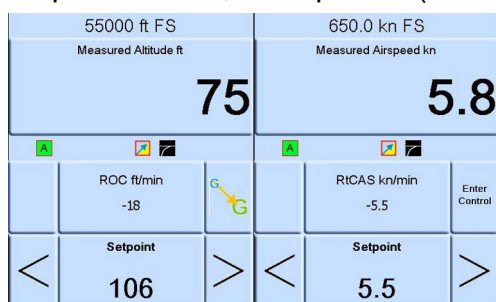 55000 ft FS
Measured Altitude ft
75
A
ROC ft/min
-18
G
G
<
Setpoint
106
>
650.0 kn FS
Measured Airspeed kn
5.8
A
RtCAS kn/min
-5.5
Enter
Control
<
Setpoint
5.5
>